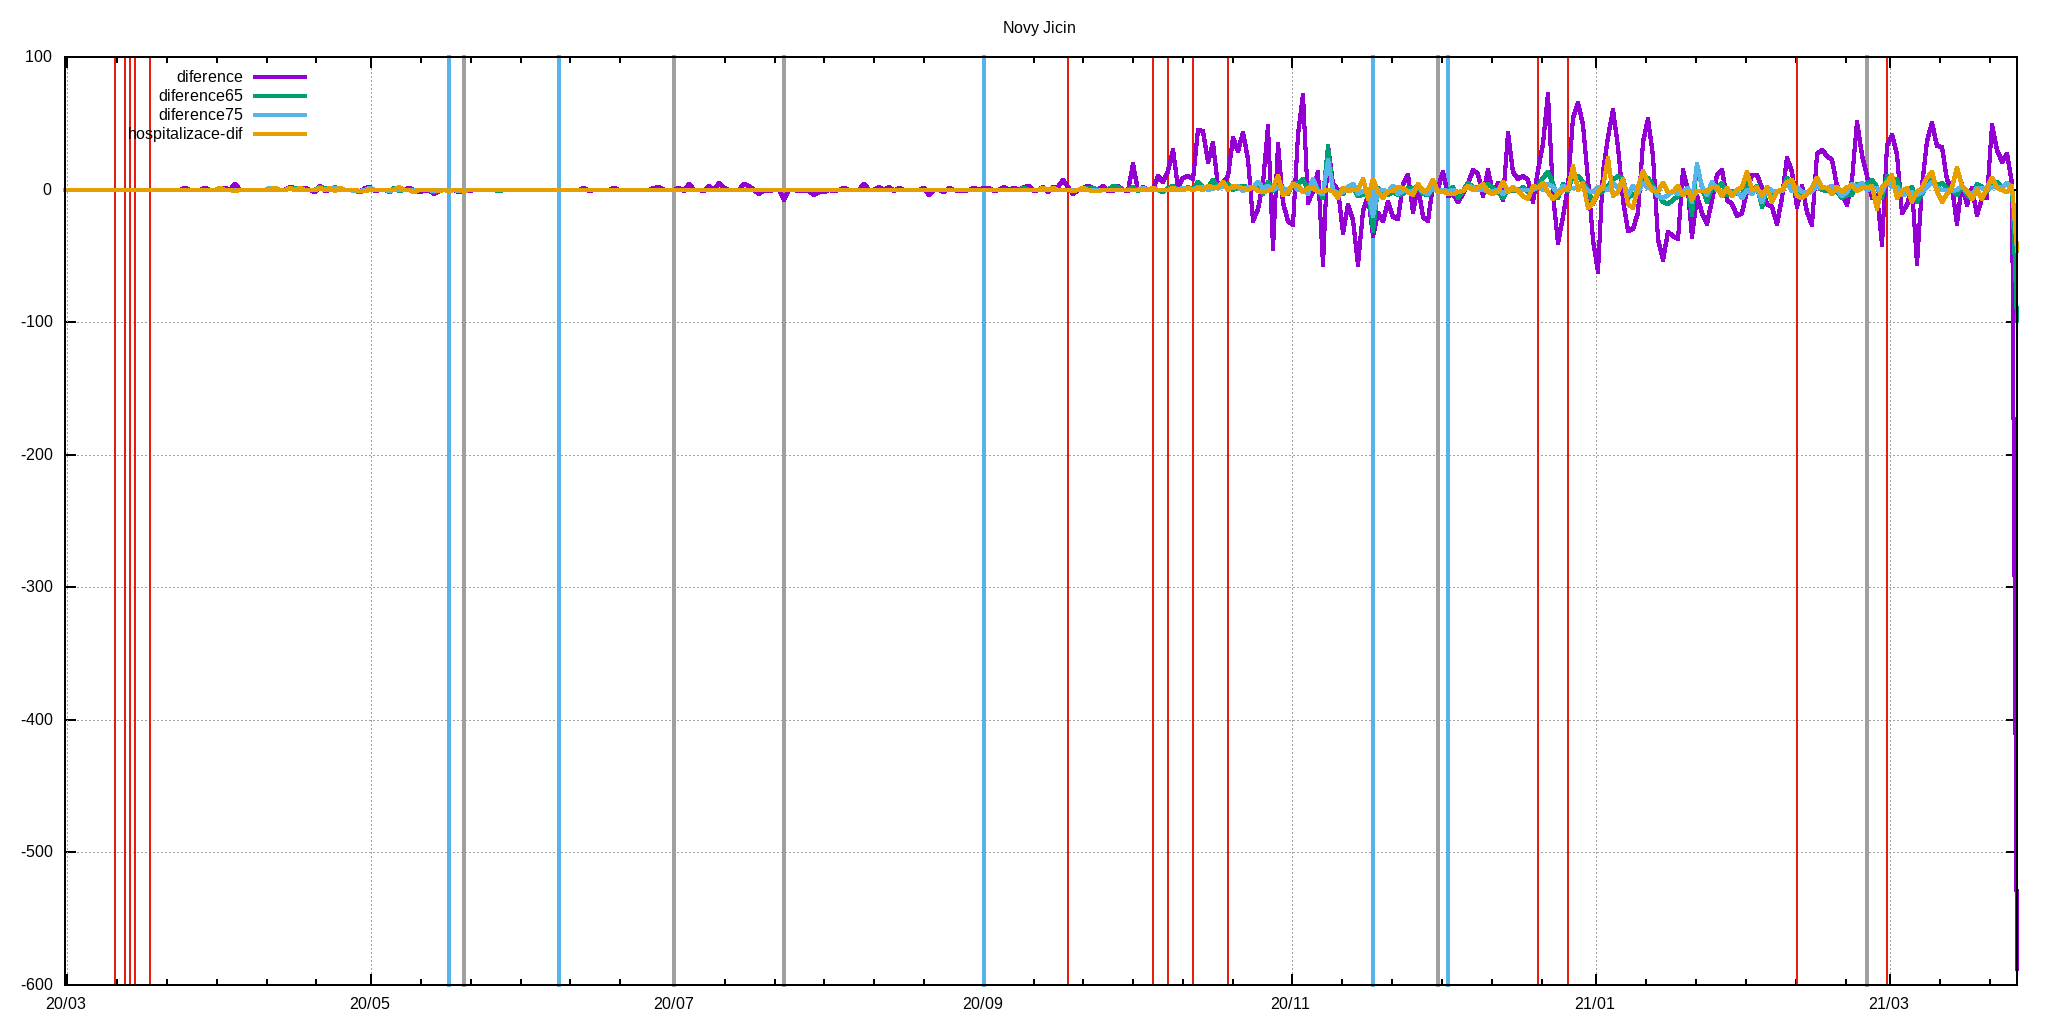 Novy Jicin
100
0
-100
-200
-300
-400
-500
-600
diference
diference65
diference75
hospitalizace-dif
20/03 20/05 20/07 20/09 20/11 21/01 21/03